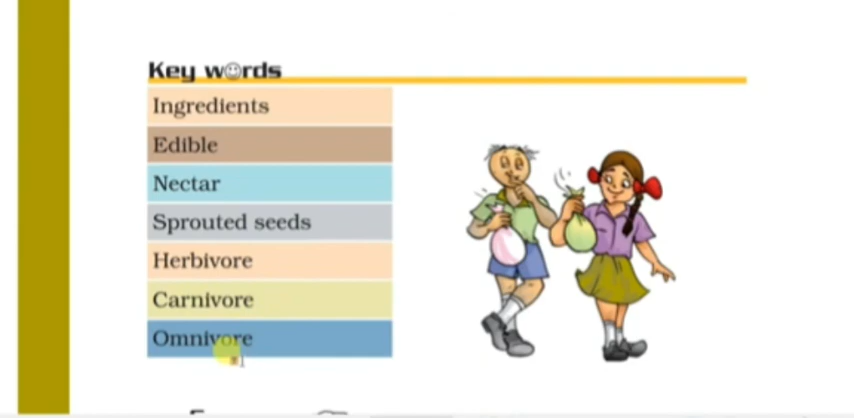 Key words
Ingredients
Edible
Nectar
Sprouted seeds
Herbivore
Carnivore
Omnivore